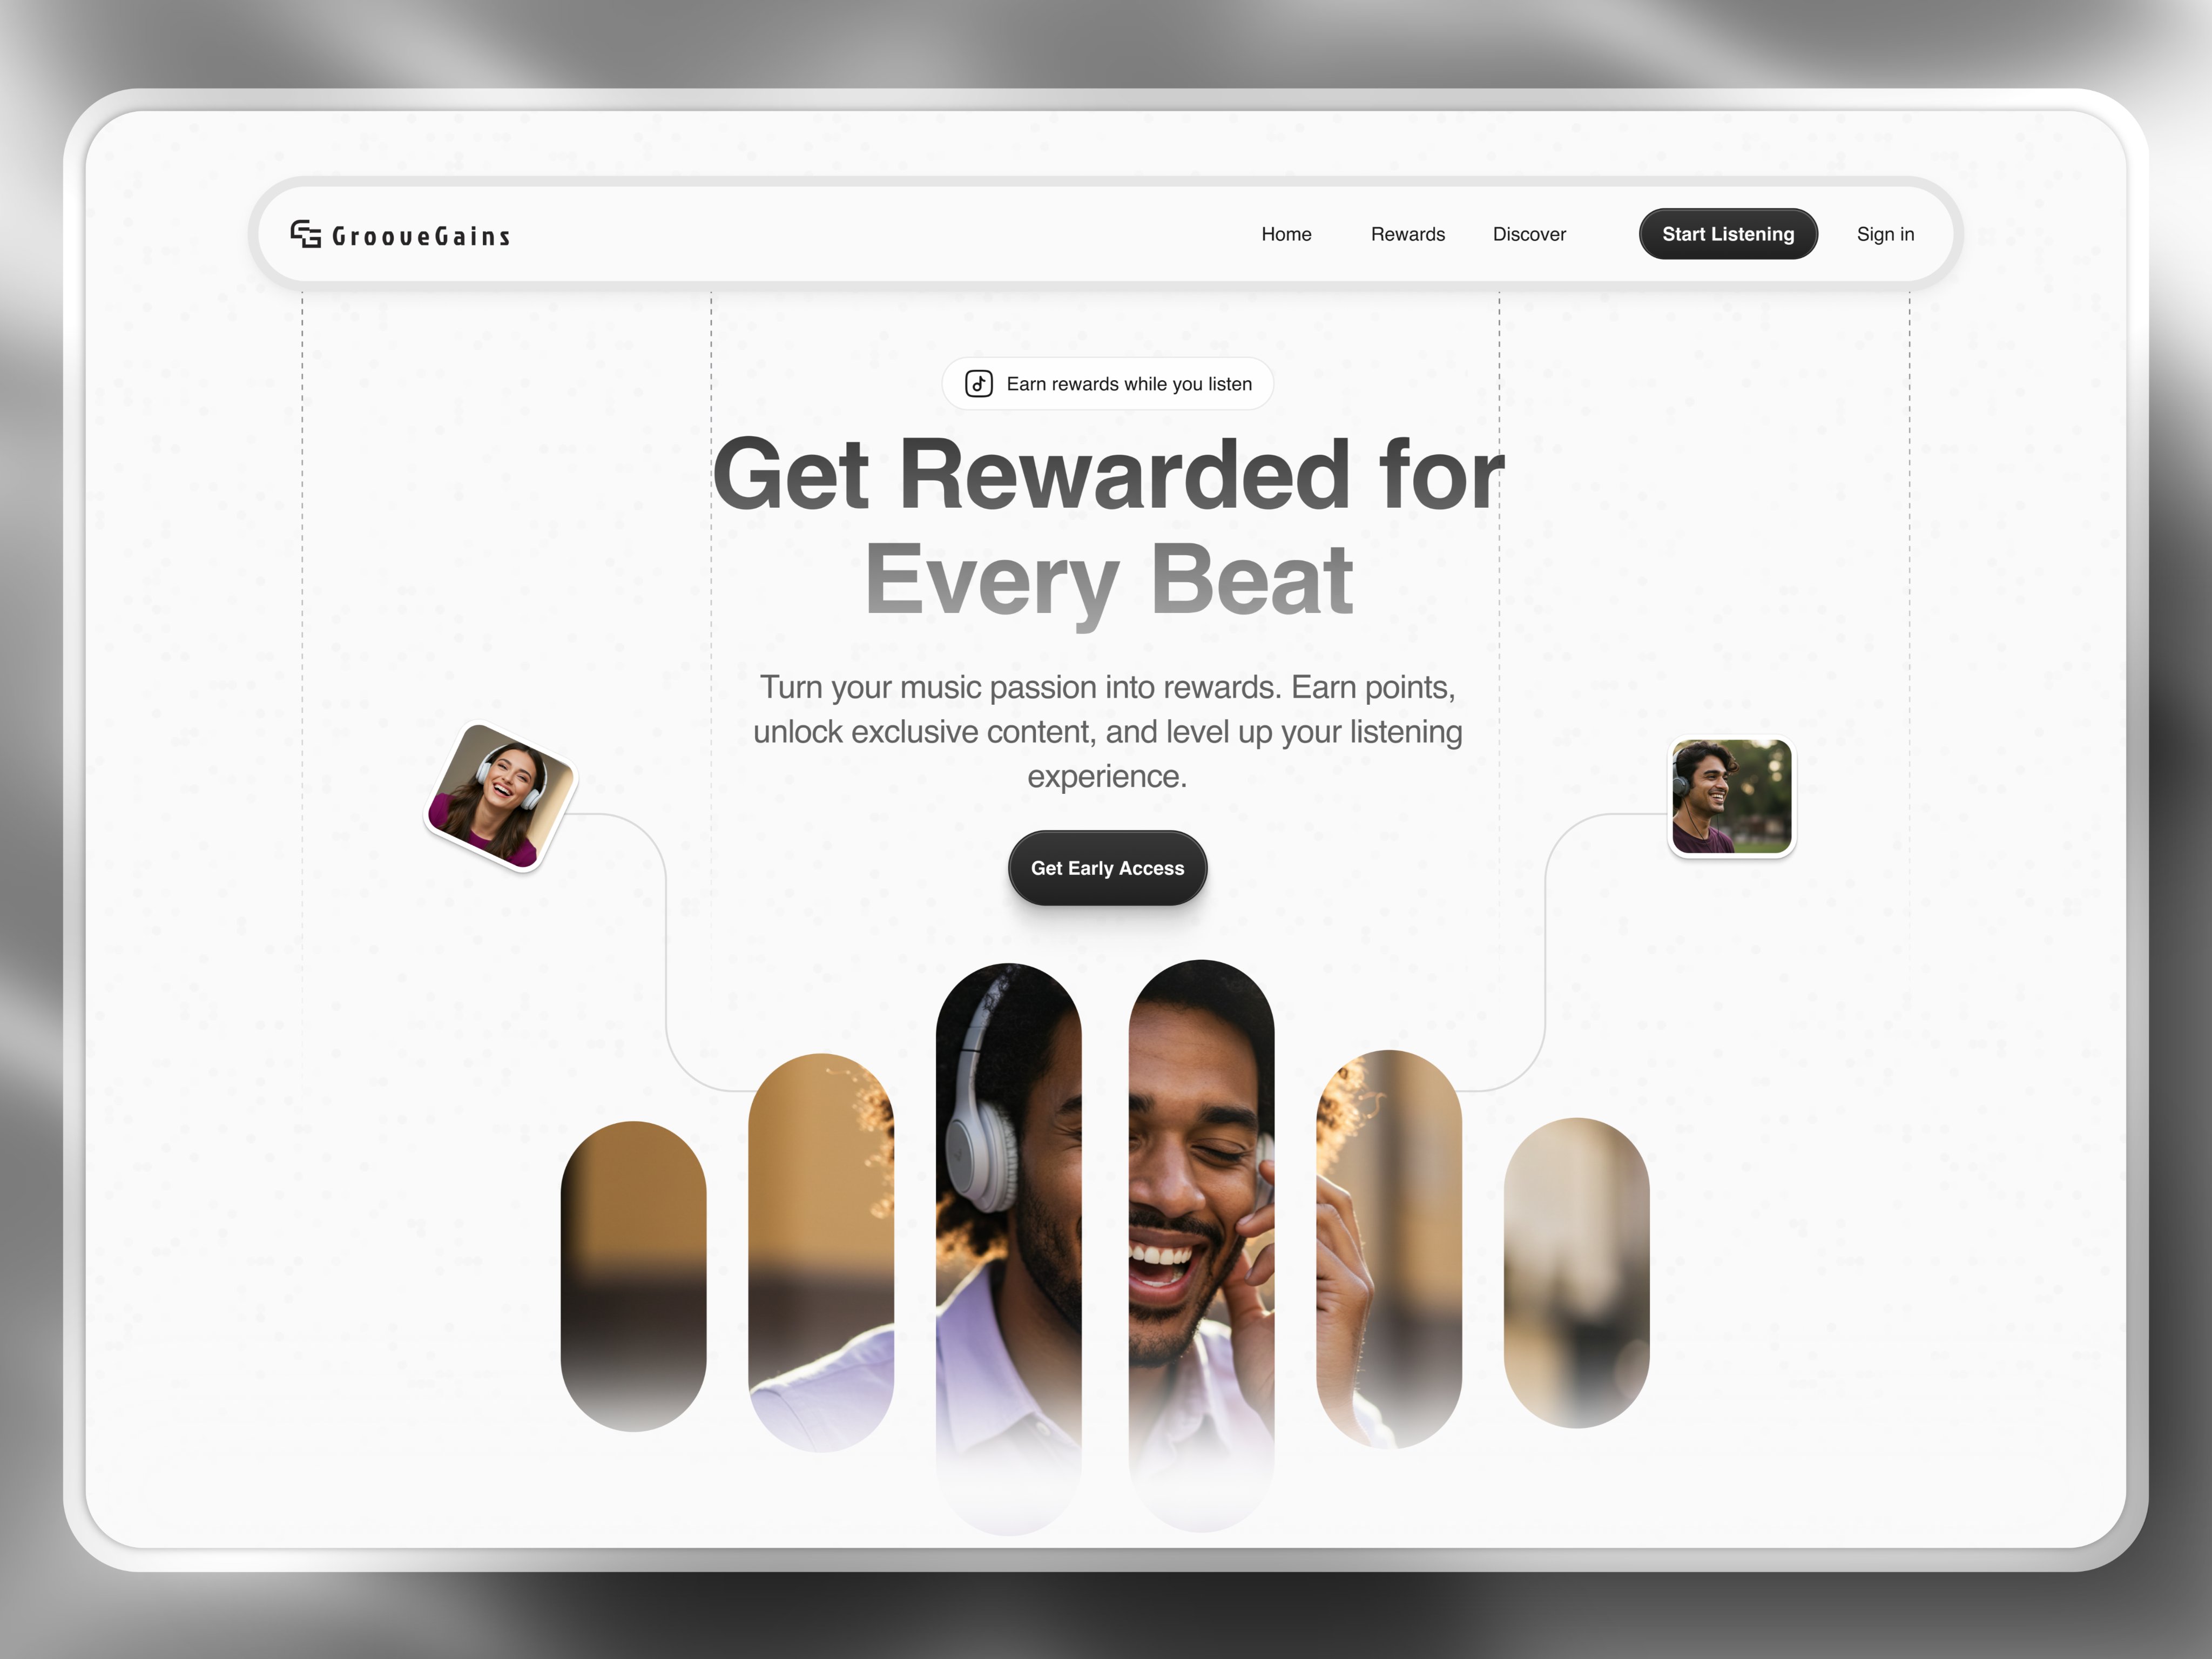 GrooveGains
Home Rewards Discover Start Listening Sign in
Earn rewards while you listen
Get Rewarded for
Every Beat
Turn your music passion into rewards. Earn points,
unlock exclusive content, and level up your listening
experience.
Get Early Access